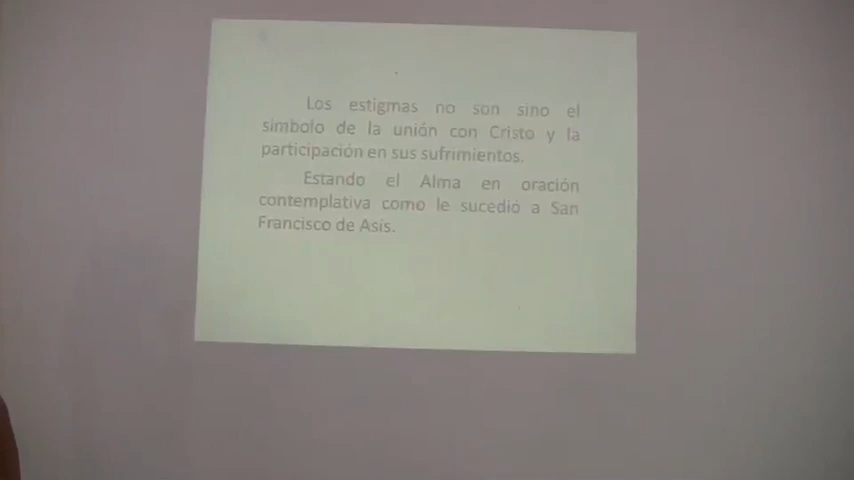 Los estigmas no son sino el
simbolo de la unión con Cristo y la
participación en sus sufrimientos.
Estando el Alma en oración
contemplativa como le sucedió a San
Francisco de Asís.